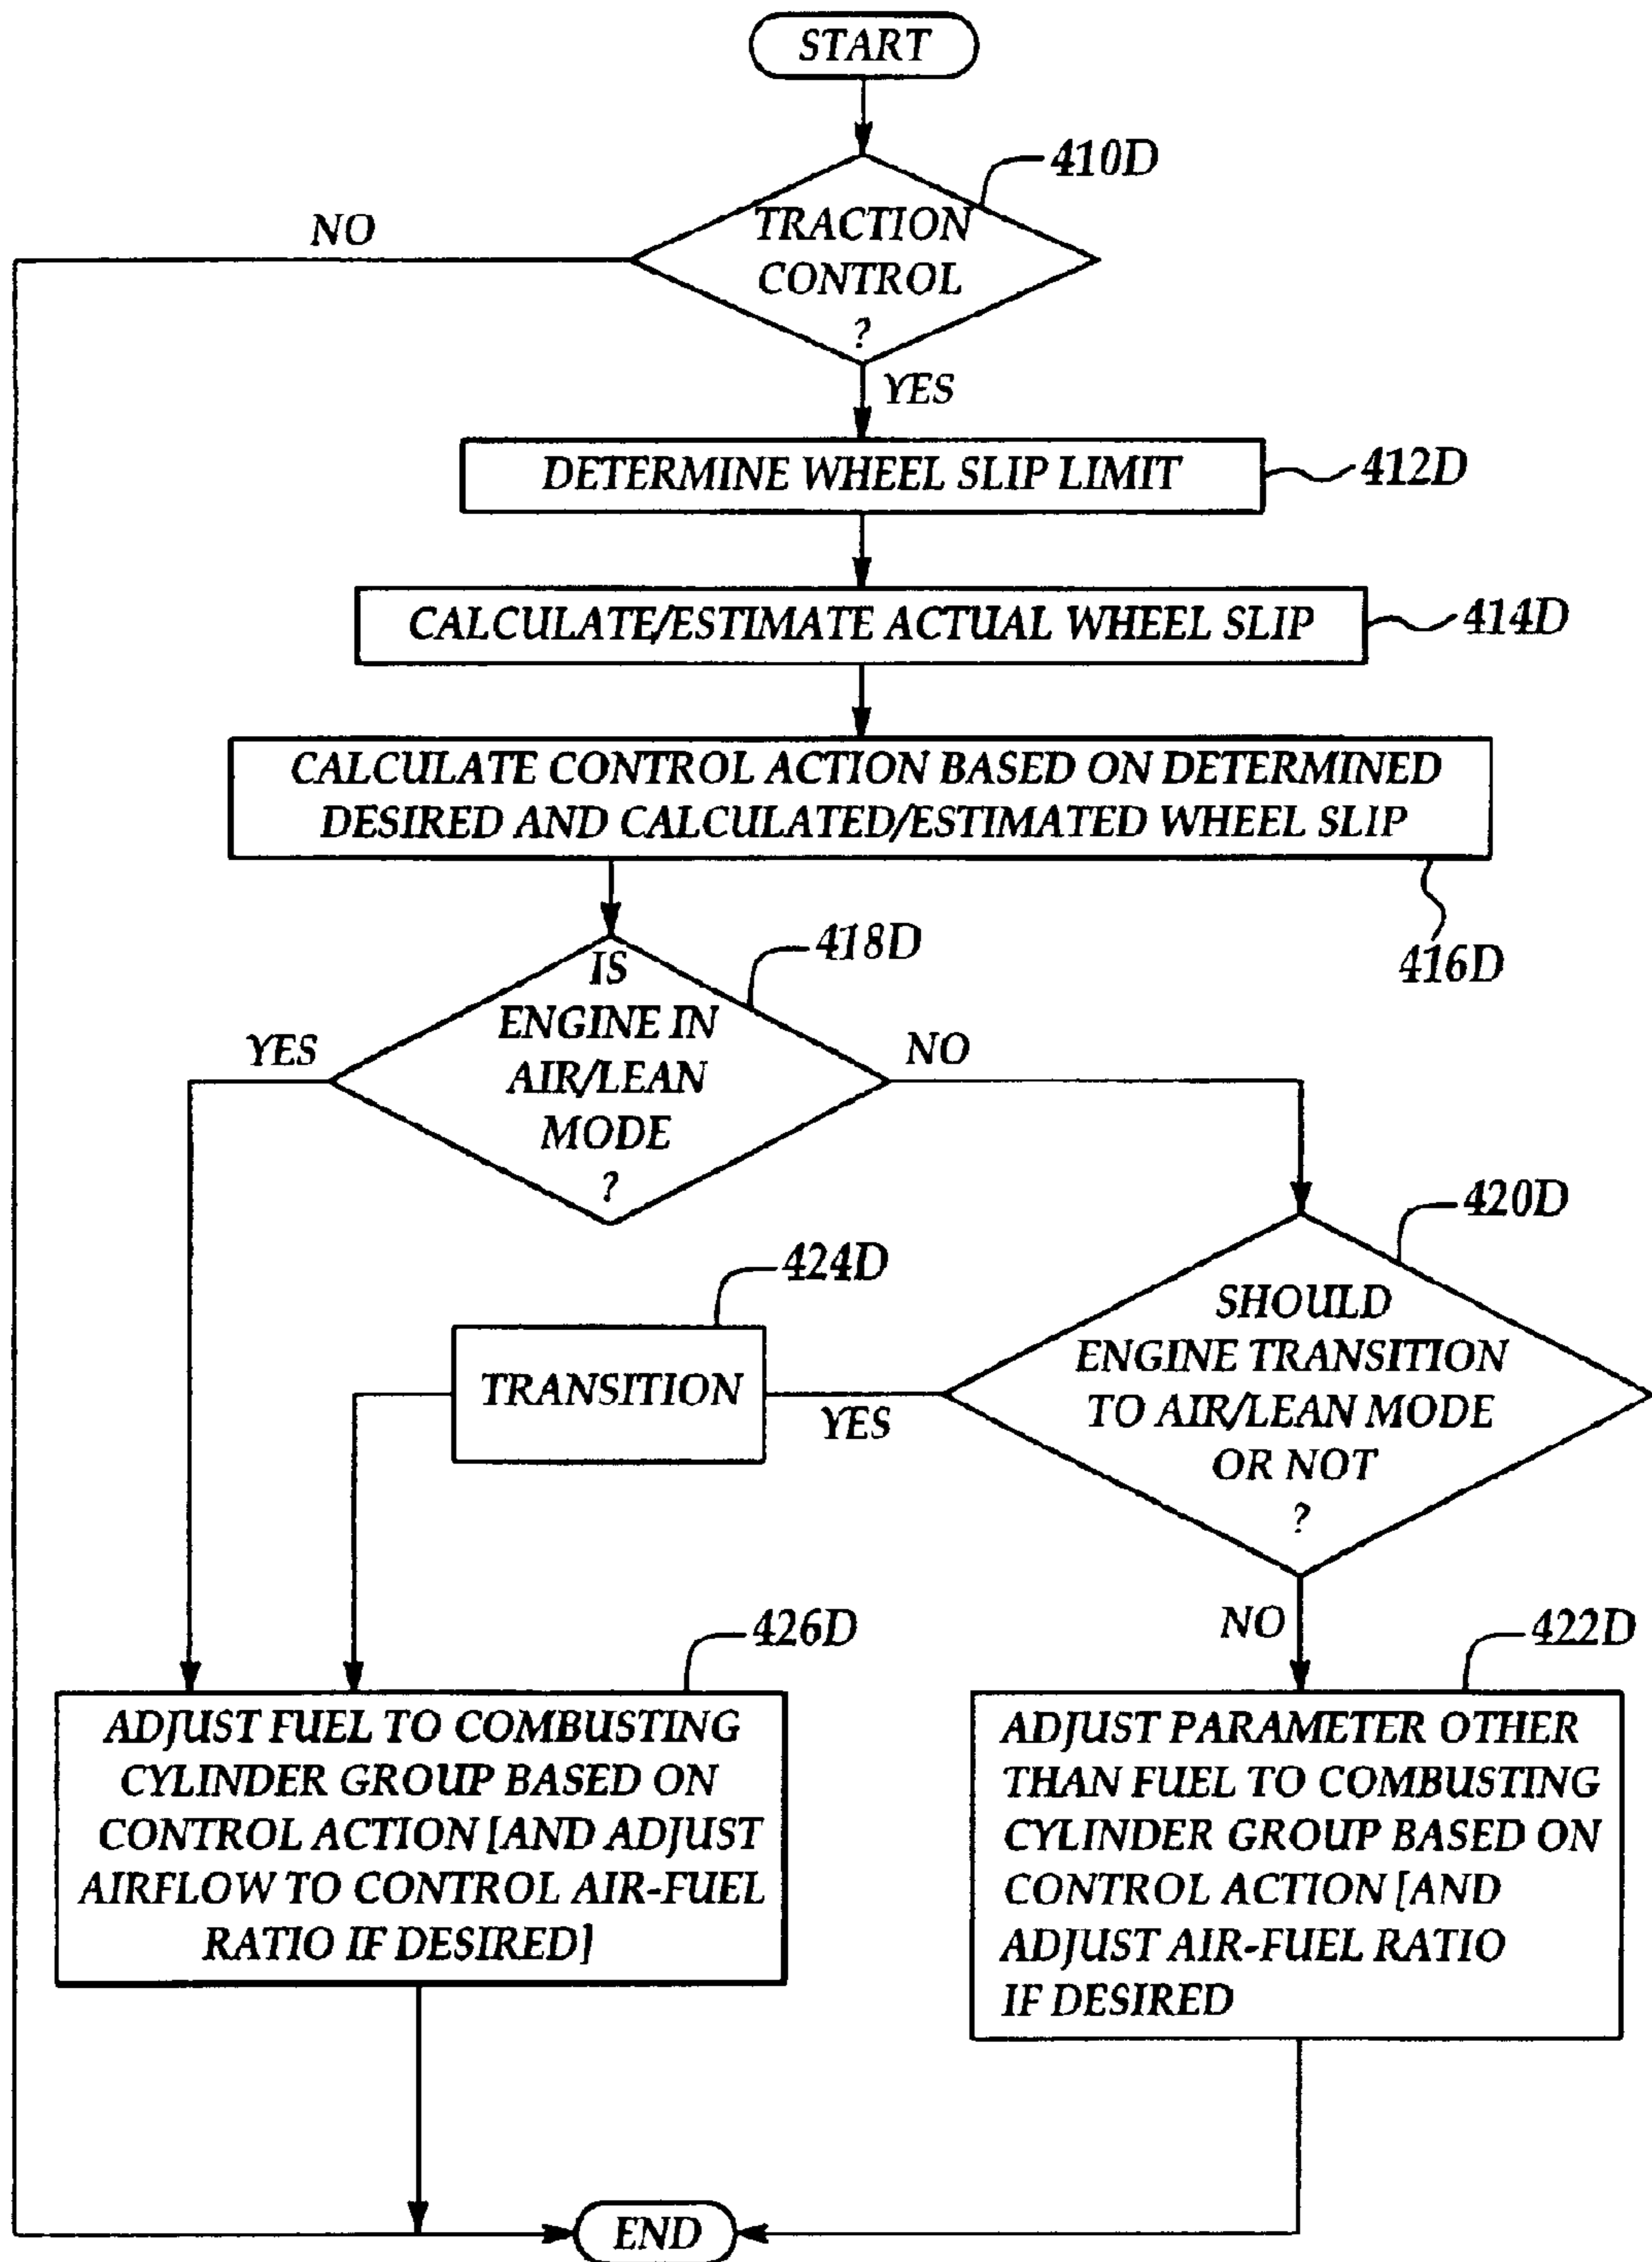 START
410D
TRACTION
CONTROL
?
NO
YES
DETERMINE WHEEL SLIP LIMIT
412D
CALCULATE/ESTIMATE ACTUAL WHEEL SLIP
414D
CALCULATE CONTROL ACTION BASED ON DETERMINED
DESIRED AND CALCULATED/ESTIMATED WHEEL SLIP
416D
418D
IS
ENGINE IN
AIR/LEAN
MODE
?
YES
NO
420D
SHOULD
ENGINE TRANSITION
TO AIR/LEAN MODE
OR NOT
?
424D
TRANSITION
YES
NO
426D
ADJUST FUEL TO COMBUSTING
CYLINDER GROUP BASED ON
CONTROL ACTION [AND ADJUST
AIRFLOW TO CONTROL AIR-FUEL
RATIO IF DESIRED]
422D
ADJUST PARAMETER OTHER
THAN FUEL TO COMBUSTING
CYLINDER GROUP BASED ON
CONTROL ACTION [AND
ADJUST AIR-FUEL RATIO
IF DESIRED
END